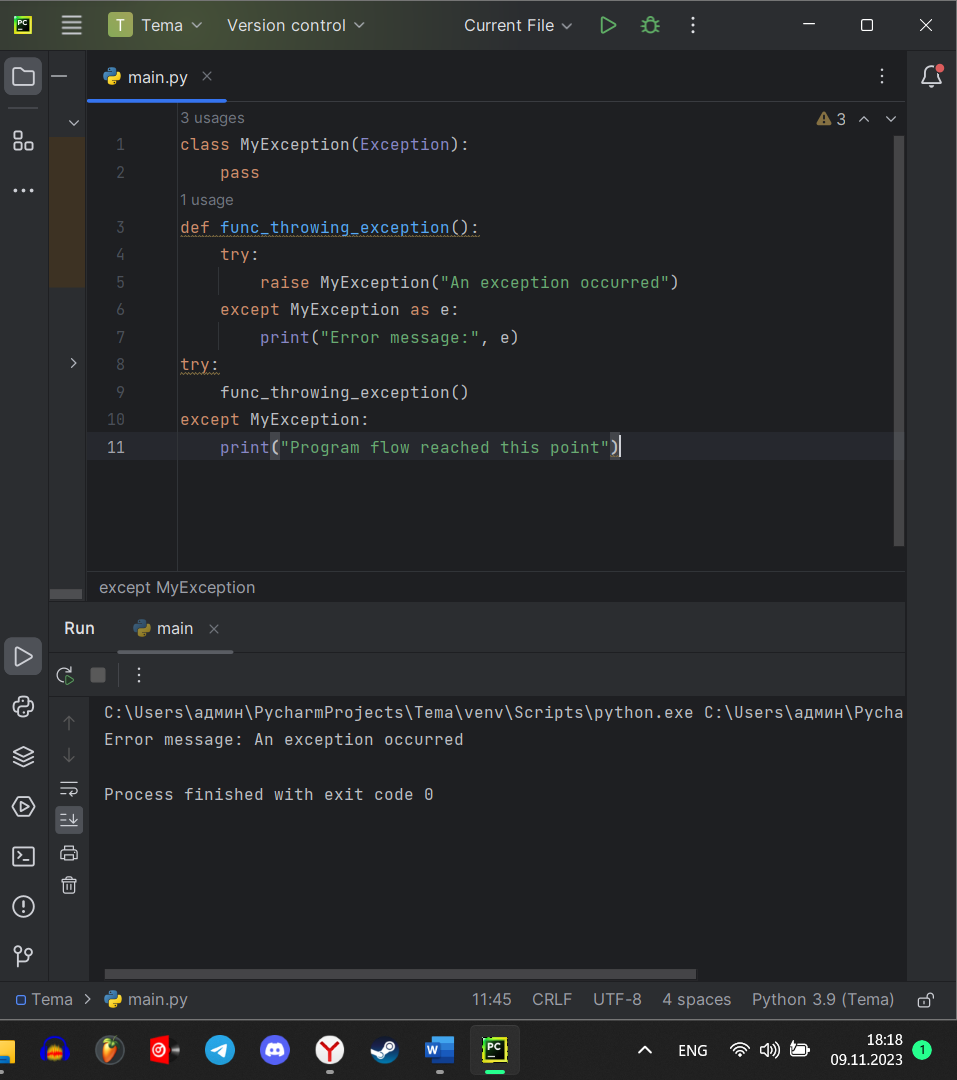 PC T Tema Version control Current File
main.py
3 usages 3
1 class MyException(Exception):
2 pass
1 usage
3 def func_throwing_exception():
4 try:
5 raise MyException("An exception occurred")
6 except MyException as e:
7 print("Error message:", e)
8 try:
9 func_throwing_exception()
10 except MyException:
11 print("Program flow reached this point")
except MyException
Run main
C:\Users\админ\PycharmProjects\Tema\venv\Scripts\python.exe C:\Users\админ\Pycha
Error message: An exception occurred
Process finished with exit code 0
Tema main.py 11:45 CRLF UTF-8 4 spaces Python 3.9 (Tema)
W PC ENG 18:18 1
09.11.2023